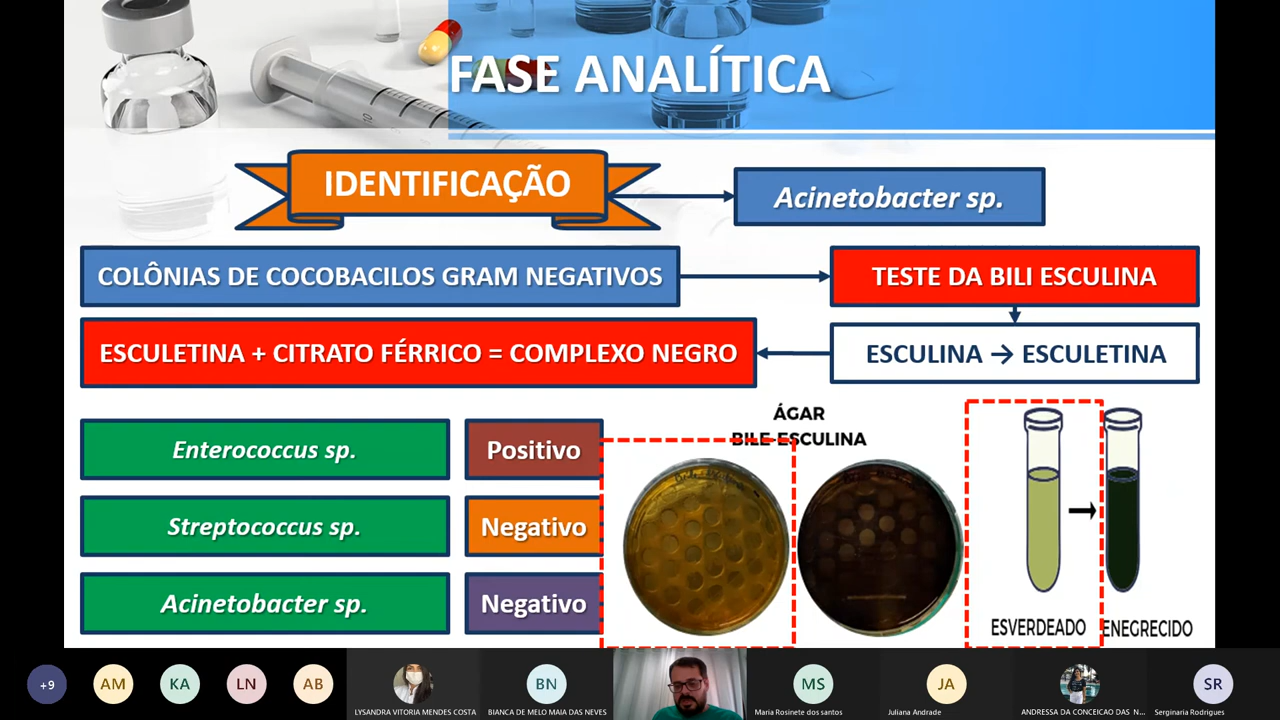 FASE ANALÍTICA
IDENTIFICAÇÃO
Acinetobacter sp.
COLÔNIAS DE COCOBACILOS GRAM NEGATIVOS
TESTE DA BILI ESCULINA
ESCULETINA + CITRATO FÉRRICO = COMPLEXO NEGRO
ESCULINA → ESCULETINA
ÁGAR
BILE-ESCULINA
Enterococcus sp.
Positivo
Streptococcus sp.
Negativo
Acinetobacter sp.
Negativo
ESVERDEADO
ENEGRECIDO
+9
AM
KA
LN
AB
LYSANDRA VITORIA MENDES COSTA
BN
BIANCA DE MELO MAIA DAS NEVES
MS
Maria Rosinete dos santos
JA
Juliana Andrade
ANDRESSA DA CONCEICAO DAS N...
SR
Serginaria Rodrigues